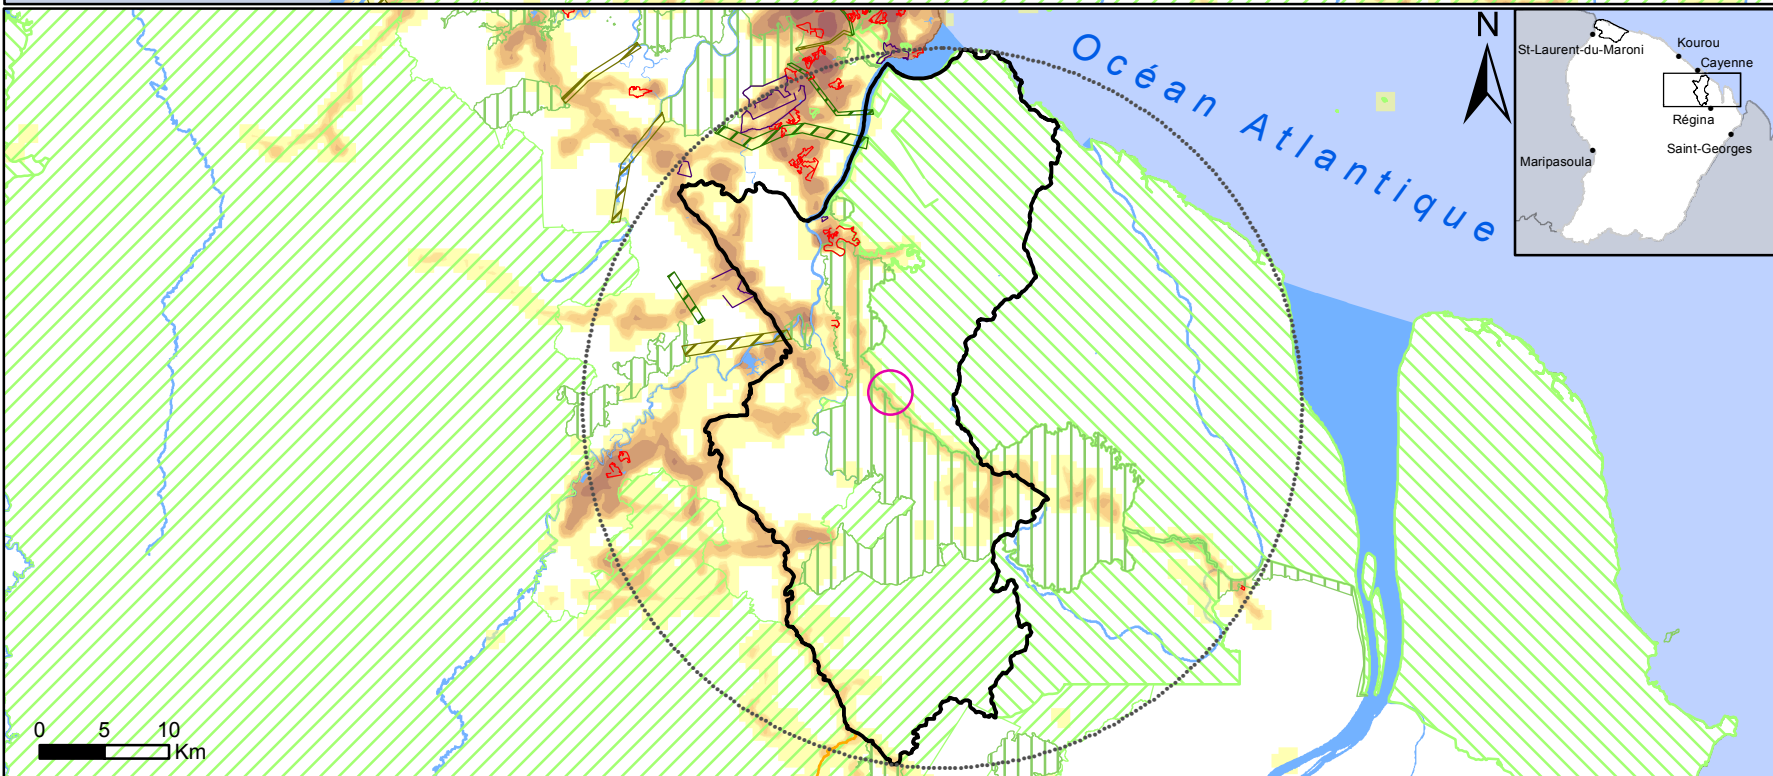 Océan Atlantique
N
St-Laurent-du-Maroni
Kourou
Cayenne
Régina
Saint-Georges
Maripasoula
0 5 10
Km